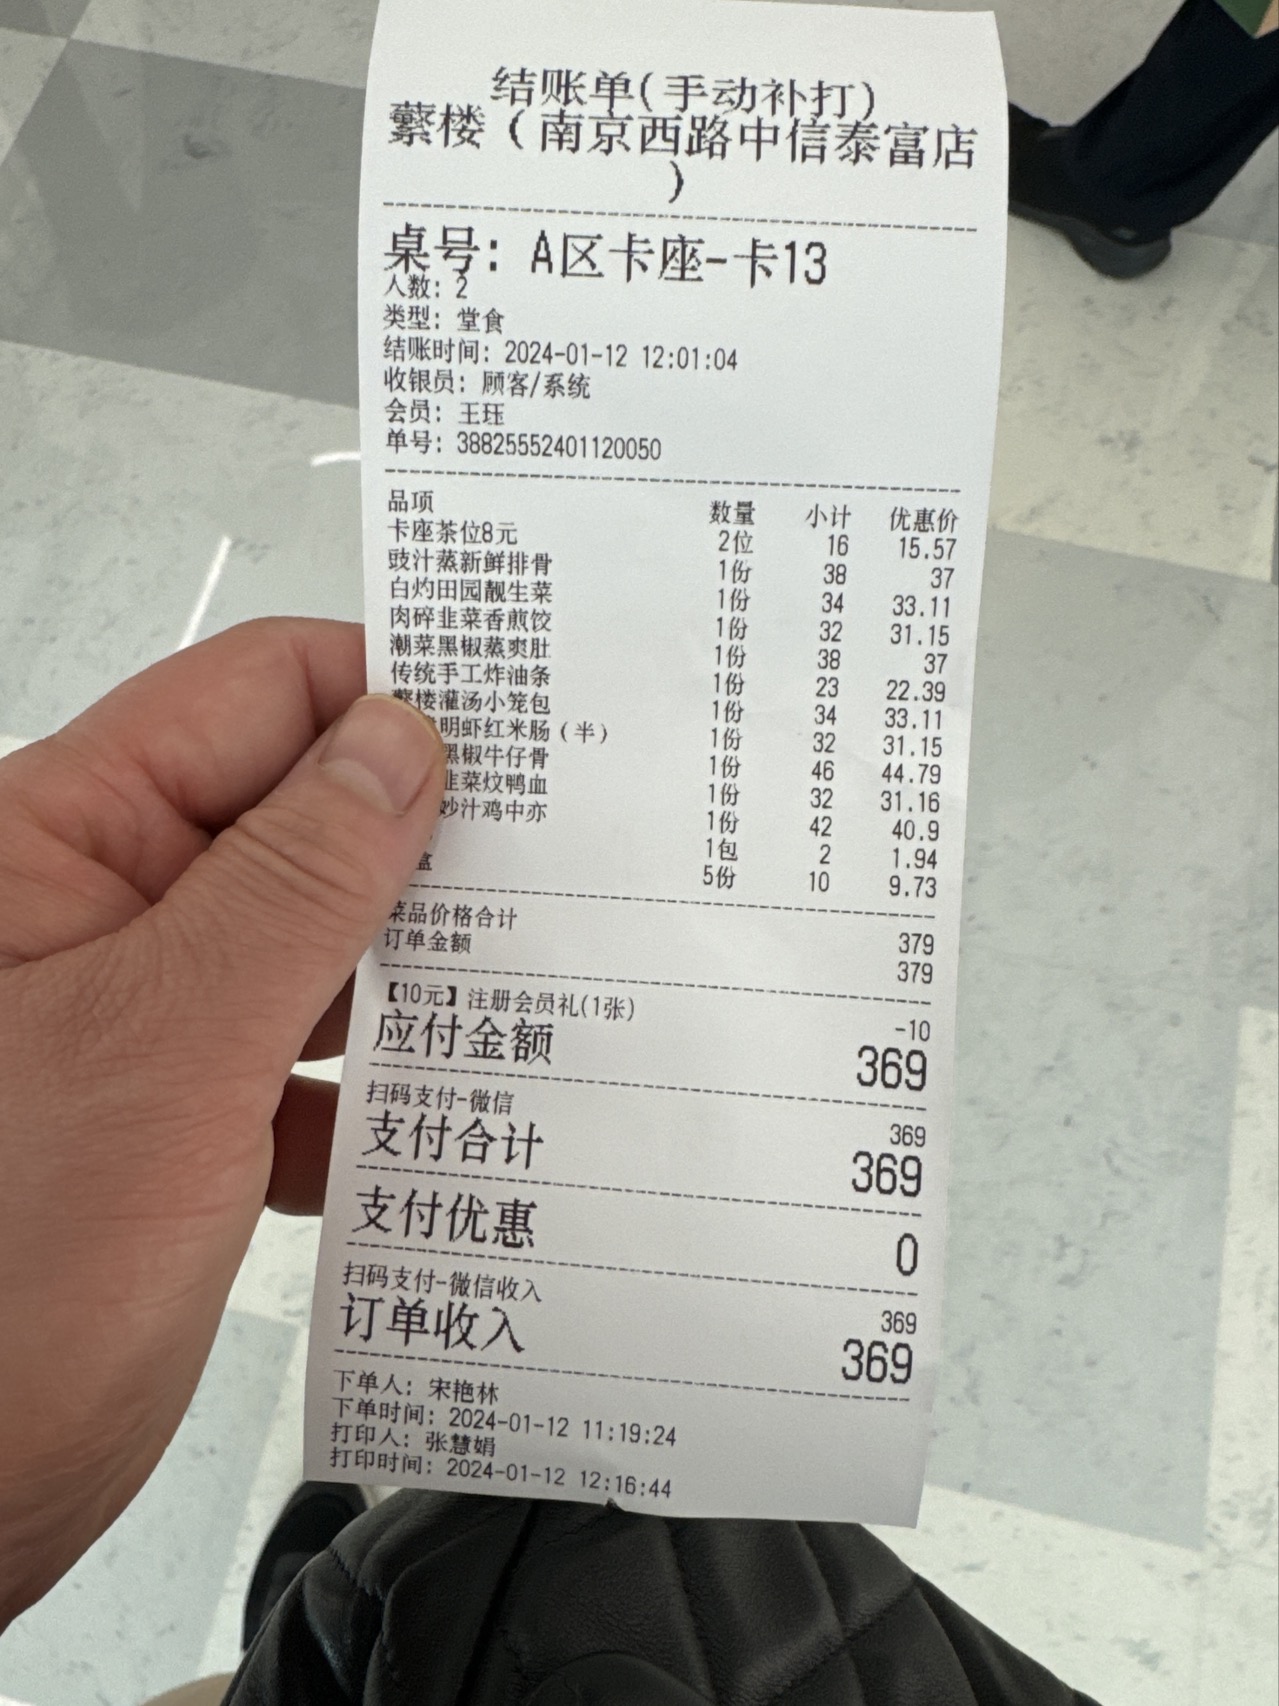 结账单(手动补打)
蘩楼（南京西路中信泰富店
）
桌号: A区卡座-卡13
人数: 2
类型: 堂食
结账时间: 2024-01-12 12:01:04
收银员: 顾客/系统
会员: 王珏
单号: 38825552401120050
品项 数量 小计 优惠价
卡座茶位8元 2位 16 15.57
豉汁蒸新鲜排骨 1份 38 37
白灼田园靓生菜 1份 34 33.11
肉碎韭菜香煎饺 1份 32 31.15
潮菜黑椒蒸爽肚 1份 38 37
传统手工炸油条 1份 23 22.39
蘩楼灌汤小笼包 1份 34 33.11
明虾红米肠（半） 1份 32 31.15
黑椒牛仔骨 1份 46 44.79
韭菜炆鸭血 1份 32 31.16
妙汁鸡中亦 1份 42 40.9
1包 2 1.94
盒 5份 10 9.73
菜品价格合计 379
订单金额 379
【10元】注册会员礼(1张) -10
应付金额 369
扫码支付-微信 369
支付合计 369
支付优惠 0
扫码支付-微信收入 369
订单收入 369
下单人: 宋艳林
下单时间: 2024-01-12 11:19:24
打印人: 张慧娟
打印时间: 2024-01-12 12:16:44